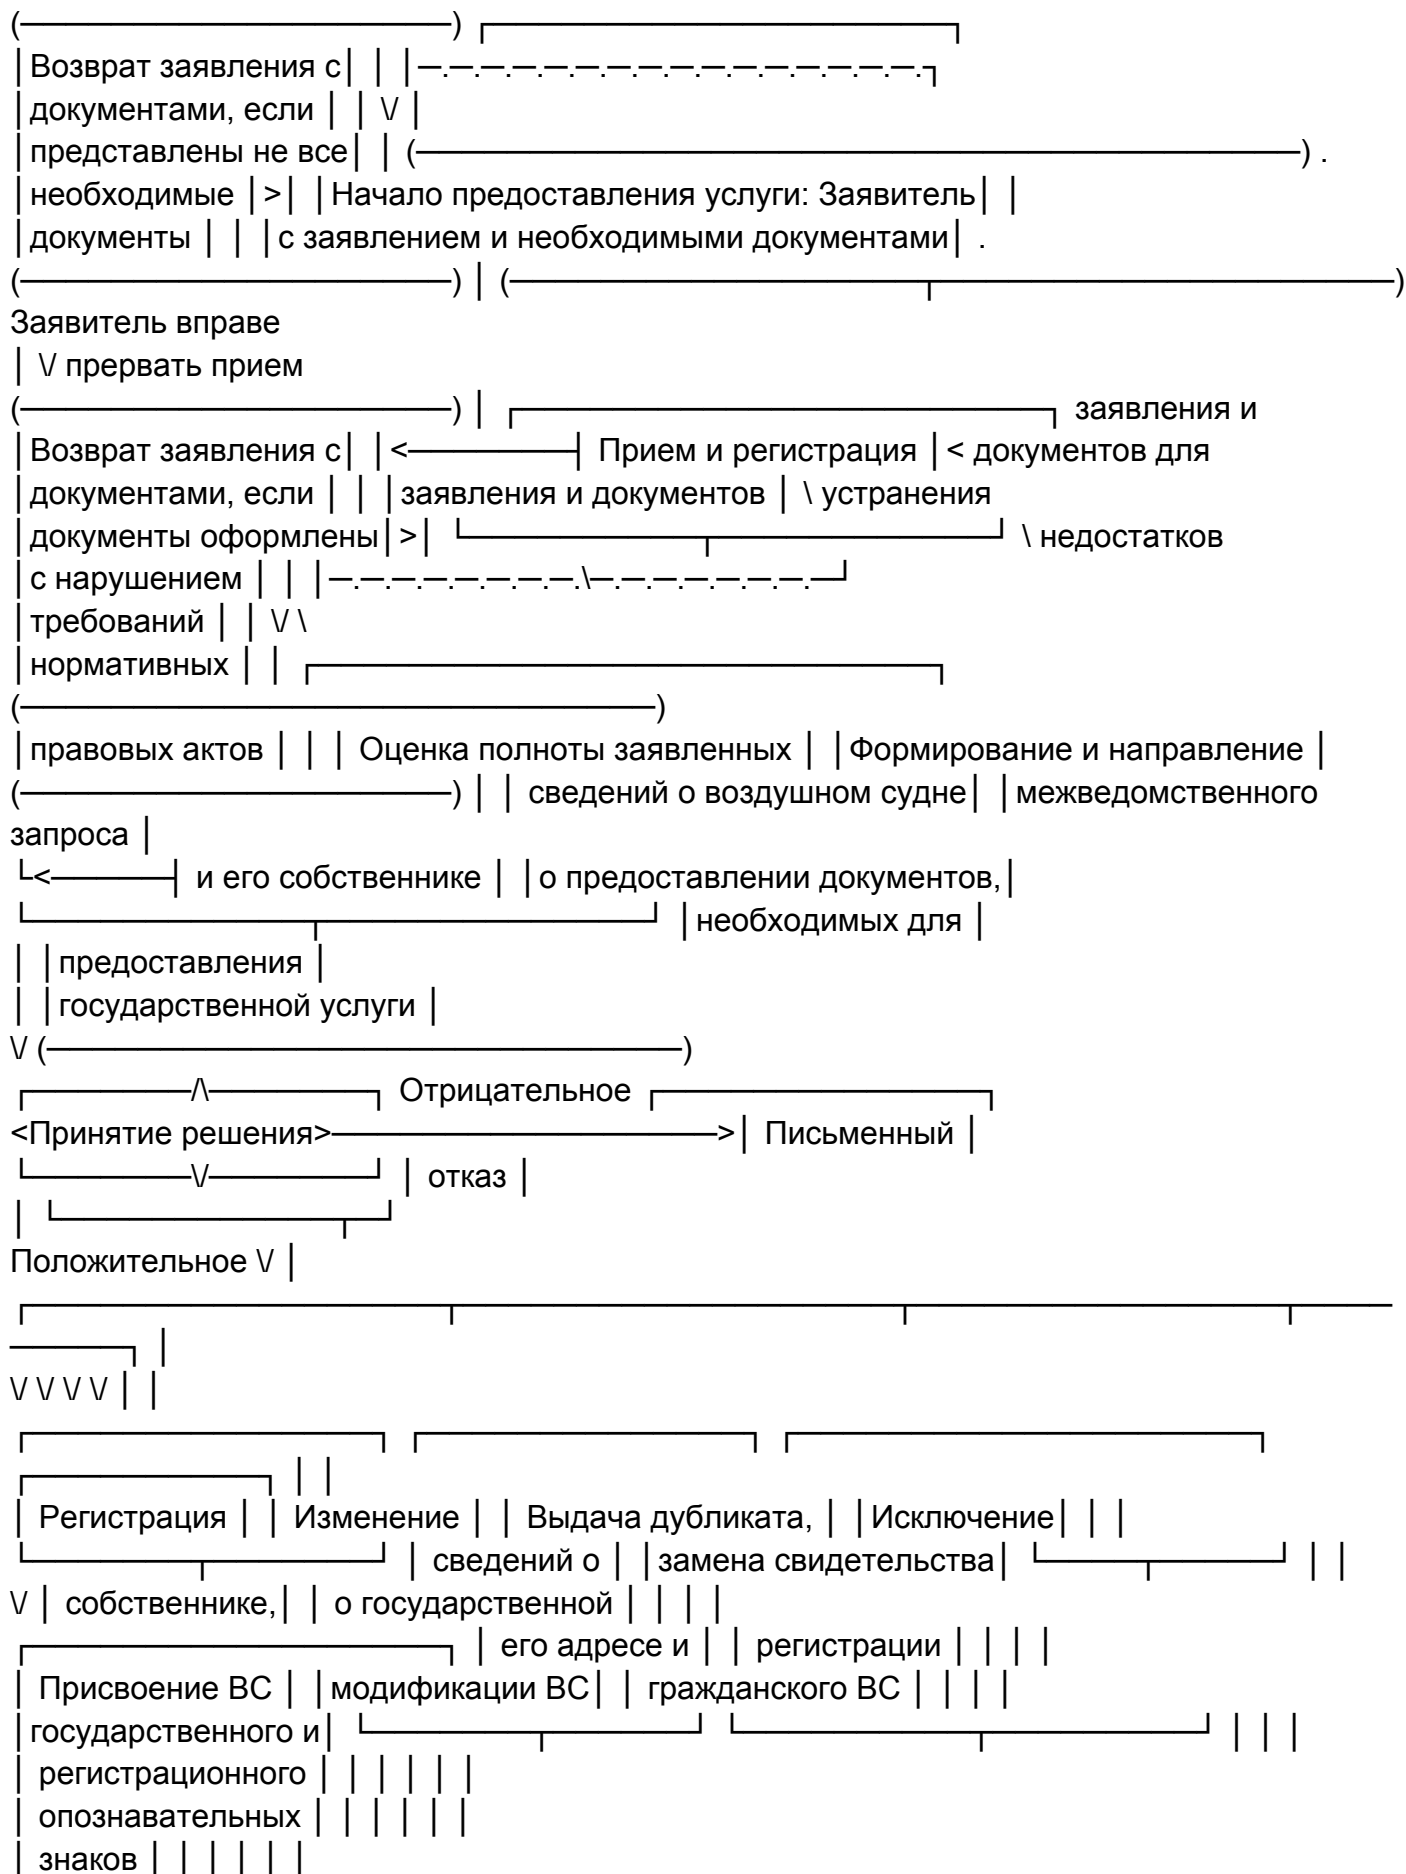 (───────────────────) ┌─────────────────────┐
│Возврат заявления с│ │ │─.─.─.─.─.─.─.─.─.─.─.─.─.─.─.─.┐
│документами, если │ │ \/ │
│представлены не все│ │ (───────────────────────────────────────) .
│необходимые │>│ │Начало предоставления услуги: Заявитель│ │
│документы │ │ │с заявлением и необходимыми документами│ .
(───────────────────) │ (──────────────────┬────────────────────)
Заявитель вправе
│ \/ прервать прием
(───────────────────) │ ┌────────────────────────┐ заявления и
│Возврат заявления с│ │<───────┤ Прием и регистрация │< документов для
│документами, если │ │ │заявления и документов │ \ устранения
│документы оформлены│>│ └──────────┬─────────────┘ \ недостатков
│с нарушением │ │ │─.─.─.─.─.─.─.─.\─.─.─.─.─.─.─.─┘
│требований │ │ \/ \
│нормативных │ │ ┌────────────────────────────┐
(────────────────────────────)
│правовых актов │ │ │ Оценка полноты заявленных │ │Формирование и направление │
(───────────────────) │ │ сведений о воздушном судне│ │межведомственного
запроса │
└<─────┤ и его собственнике │ │о предоставлении документов,│
└─────────────┬──────────────┘ │необходимых для │
│ │предоставления │
│ │государственной услуги │
\/ (────────────────────────────)
┌───────/\───────┐ Отрицательное ┌───────────────┐
<Принятие решения>─────────────────>│ Письменный │
└───────\/───────┘ │ отказ │
│ └─────────────┬─┘
Положительное \/ │
┌───────────────────┬────────────────────┬─────────────────┬─────
──────┐ │
\/ \/ \/ \/ │ │
┌────────────────┐ ┌───────────────┐ ┌─────────────────────┐
┌───────────┐ │ │
│ Регистрация │ │ Изменение │ │ Выдача дубликата, │ │Исключение│ │ │
└────────┬───────┘ │ сведений о │ │замена свидетельства│ └─────┬─────┘ │ │
\/ │ собственнике,│ │ о государственной │ │ │ │
┌───────────────────┐ │ его адресе и │ │ регистрации │ │ │ │
│ Присвоение ВС │ │модификации ВС│ │ гражданского ВС │ │ │ │
│государственного и│ └────────┬──────┘ └───────────┬─────────┘ │ │ │
│ регистрационного │ │ │ │ │ │
│ опознавательных │ │ │ │ │ │
│ знаков │ │ │ │ │ │